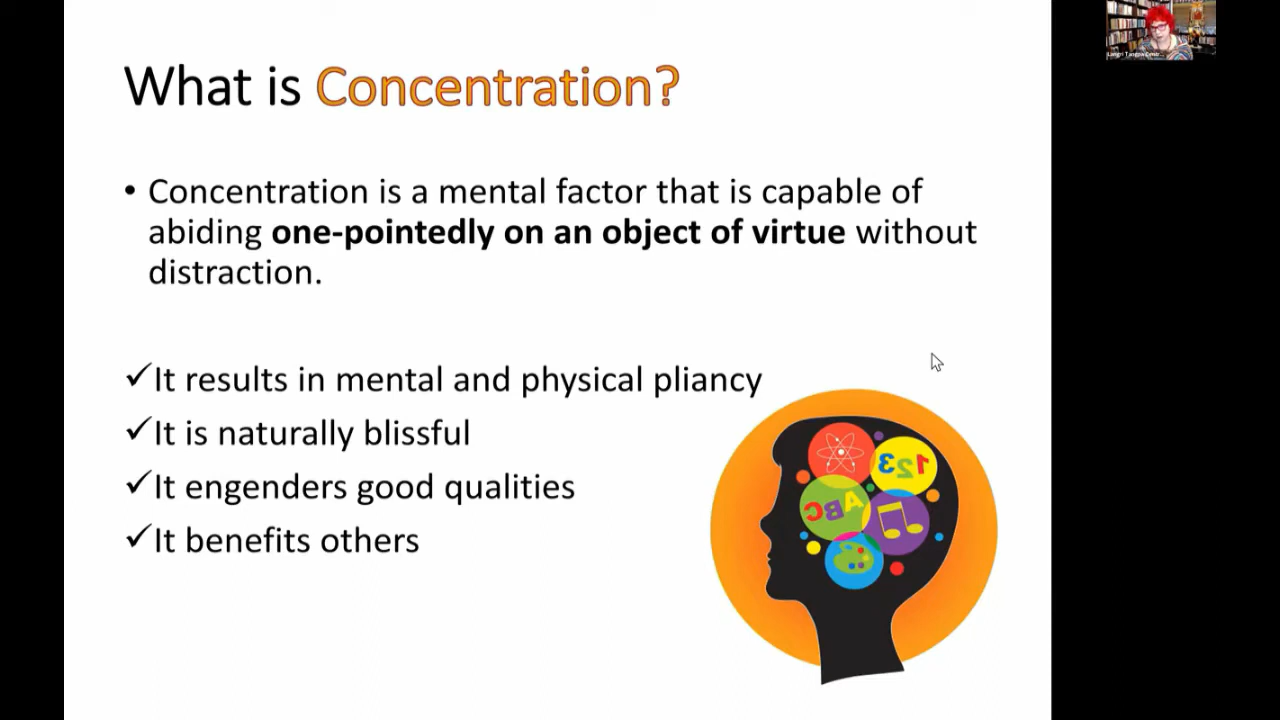 What is Concentration?
• Concentration is a mental factor that is capable of
abiding one-pointedly on an object of virtue without
distraction.
✓It results in mental and physical pliancy
✓It is naturally blissful
✓It engenders good qualities
✓It benefits others
123
ABC